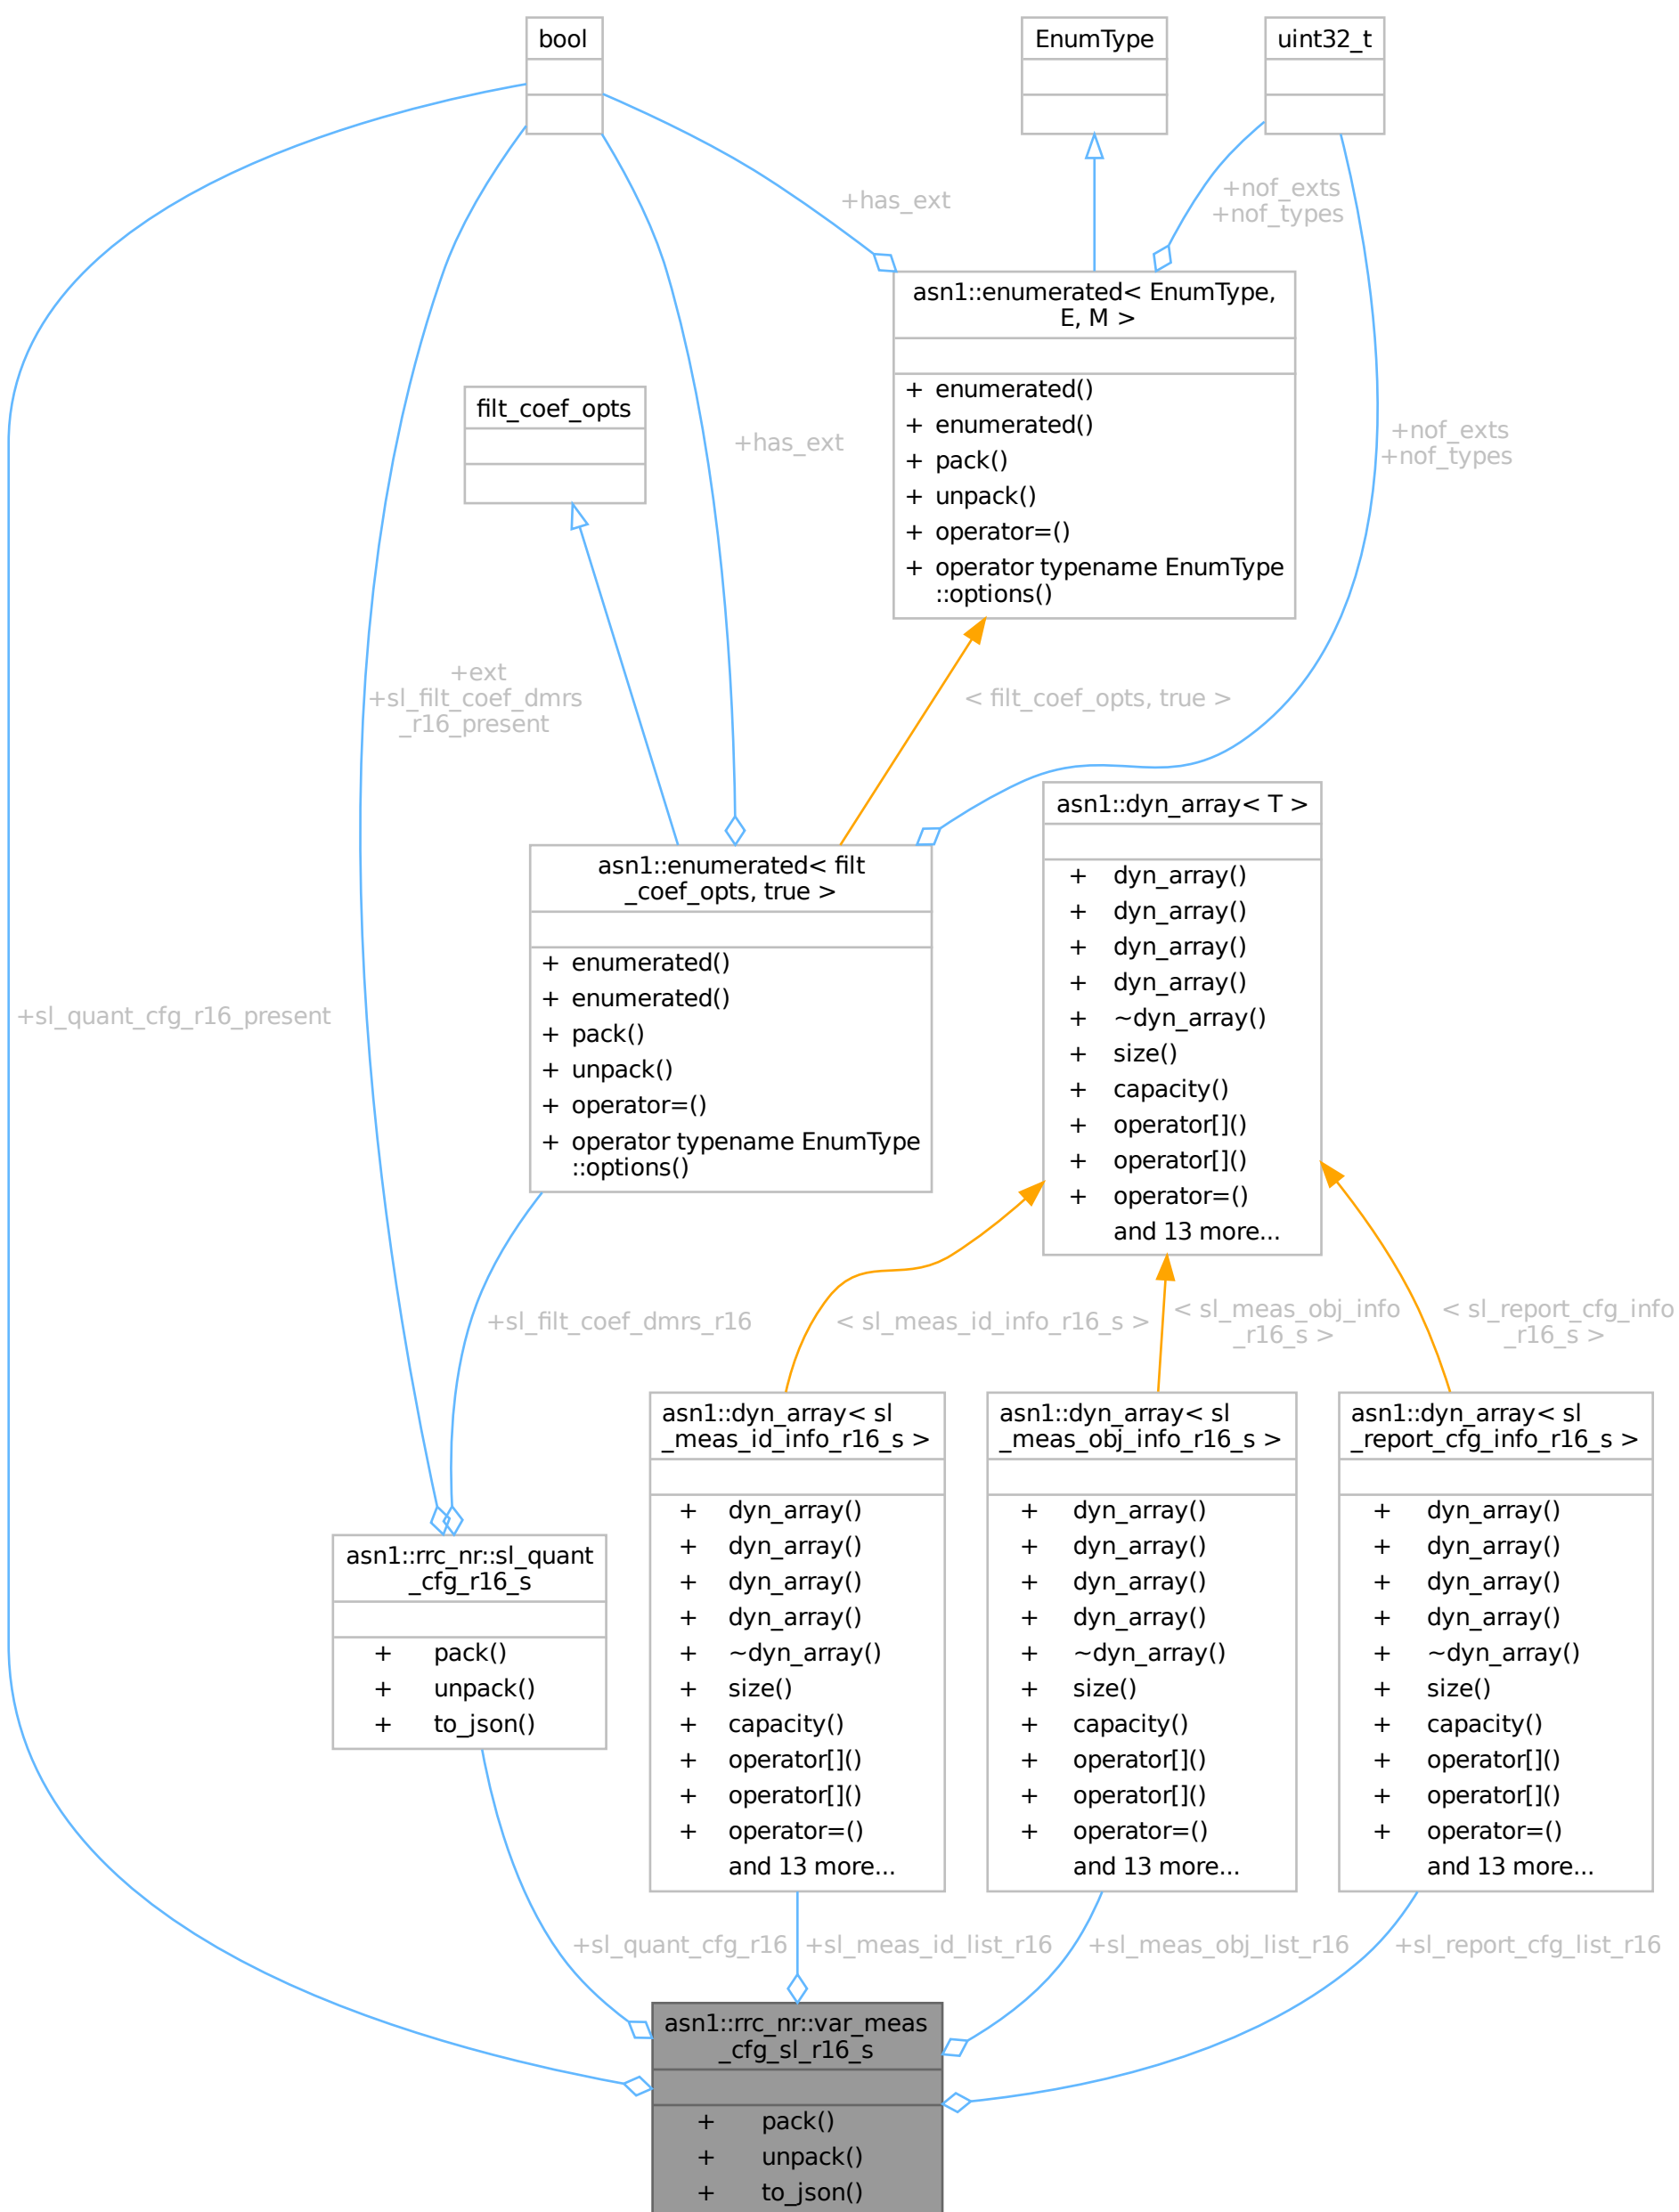 bool
EnumType
uint32_t
+has_ext
+nof_exts
+nof_types
asn1::enumerated< EnumType,
E, M >
+ enumerated()
+ enumerated()
+ pack()
+ unpack()
+ operator=()
+ operator typename EnumType
::options()
filt_coef_opts
+has_ext
+nof_exts
+nof_types
+ext
+sl_filt_coef_dmrs
_r16_present
< filt_coef_opts, true >
asn1::dyn_array< T >
+ dyn_array()
+ dyn_array()
+ dyn_array()
+ dyn_array()
+ ~dyn_array()
+ size()
+ capacity()
+ operator[]()
+ operator[]()
+ operator=()
and 13 more...
asn1::enumerated< filt
_coef_opts, true >
+ enumerated()
+ enumerated()
+ pack()
+ unpack()
+ operator=()
+ operator typename EnumType
::options()
+sl_quant_cfg_r16_present
+sl_filt_coef_dmrs_r16
< sl_meas_id_info_r16_s >
< sl_meas_obj_info
_r16_s >
< sl_report_cfg_info
_r16_s >
asn1::rrc_nr::sl_quant
_cfg_r16_s
+ pack()
+ unpack()
+ to_json()
asn1::dyn_array< sl
_meas_id_info_r16_s >
+ dyn_array()
+ dyn_array()
+ dyn_array()
+ dyn_array()
+ ~dyn_array()
+ size()
+ capacity()
+ operator[]()
+ operator[]()
+ operator=()
and 13 more...
asn1::dyn_array< sl
_meas_obj_info_r16_s >
+ dyn_array()
+ dyn_array()
+ dyn_array()
+ dyn_array()
+ ~dyn_array()
+ size()
+ capacity()
+ operator[]()
+ operator[]()
+ operator=()
and 13 more...
asn1::dyn_array< sl
_report_cfg_info_r16_s >
+ dyn_array()
+ dyn_array()
+ dyn_array()
+ dyn_array()
+ ~dyn_array()
+ size()
+ capacity()
+ operator[]()
+ operator[]()
+ operator=()
and 13 more...
+sl_quant_cfg_r16
+sl_meas_id_list_r16
+sl_meas_obj_list_r16
+sl_report_cfg_list_r16
asn1::rrc_nr::var_meas
_cfg_sl_r16_s
+ pack()
+ unpack()
+ to_json()